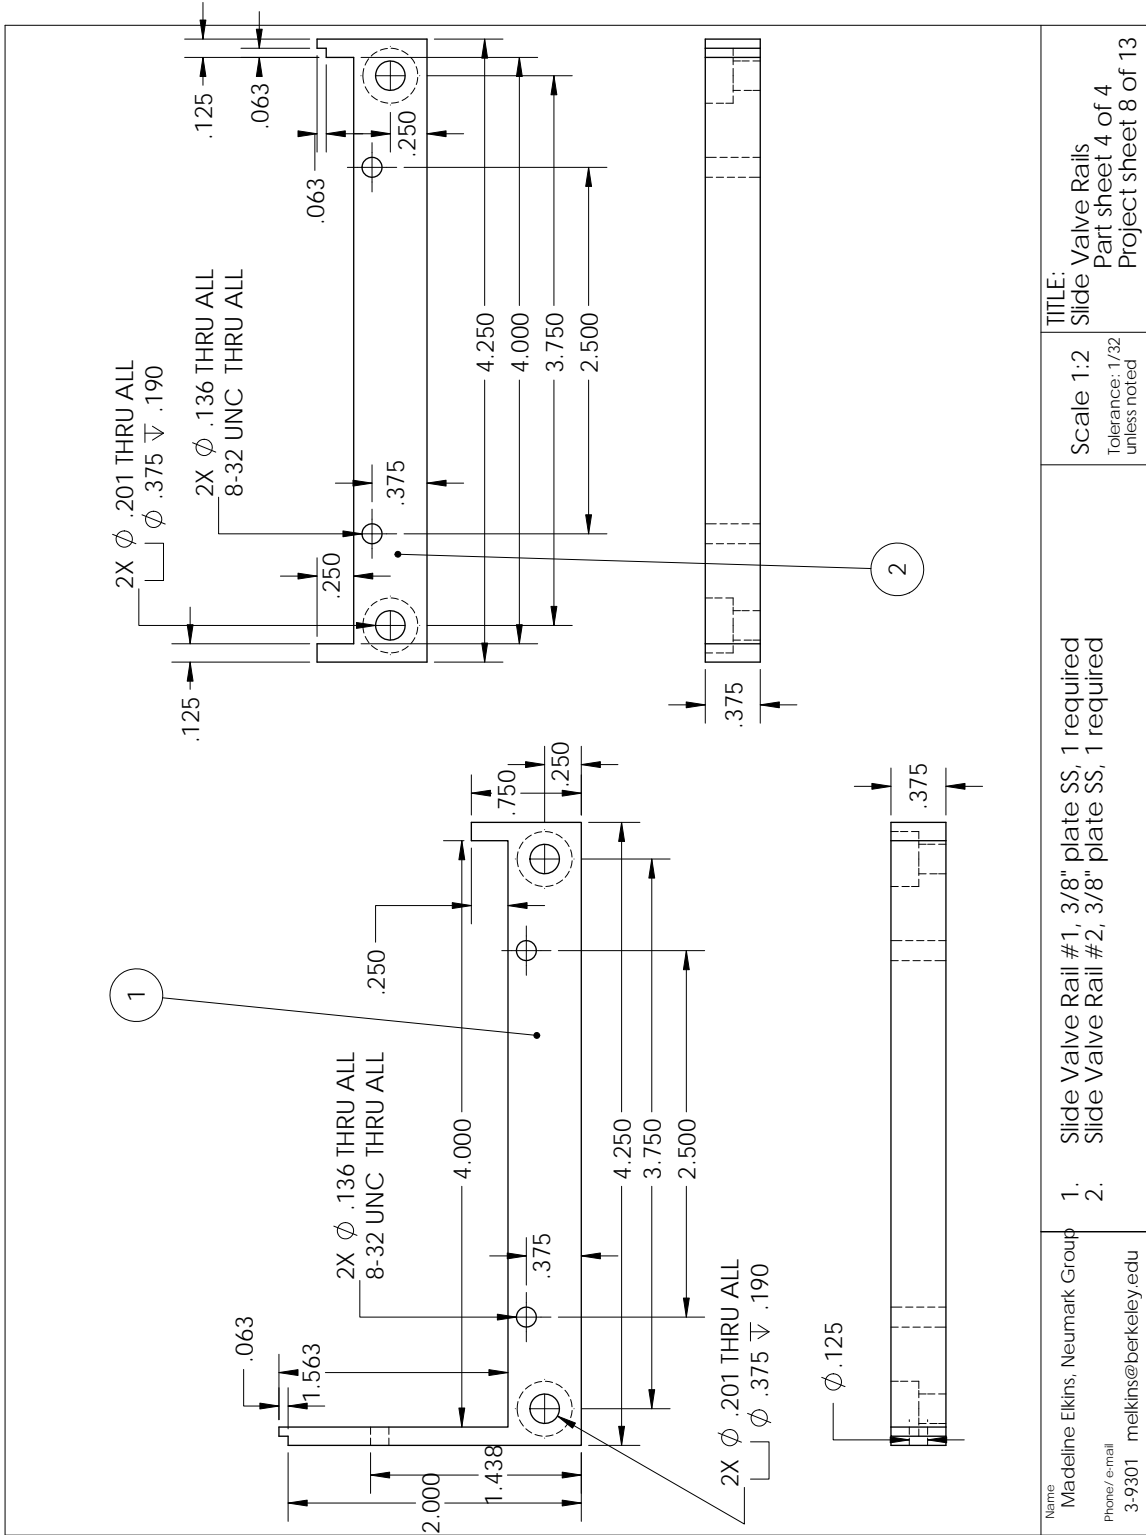 .063
1.563
2.000
1.438
2X ⌀ .136 THRU ALL
8-32 UNC THRU ALL
4.000
.250
1
.750
.250
.375
4.250
3.750
2.500
2X ⌀ .201 THRU ALL
⌴ ⌀ .375 ↧ .190
⌀ .125
.375
2X ⌀ .201 THRU ALL
⌴ ⌀ .375 ↧ .190
2X ⌀ .136 THRU ALL
8-32 UNC THRU ALL
.125
.250
.375
.063
.125
.063
.250
4.250
4.000
3.750
2.500
2
.375
Name
Madeline Elkins, Neumark Group
Phone/e-mail
3-9301 melkins@berkeley.edu
1. Slide Valve Rail #1, 3/8" plate SS, 1 required
2. Slide Valve Rail #2, 3/8" plate SS, 1 required
Scale 1:2
Tolerance: 1/32
unless noted
TITLE:
Slide Valve Rails
Part sheet 4 of 4
Project sheet 8 of 13